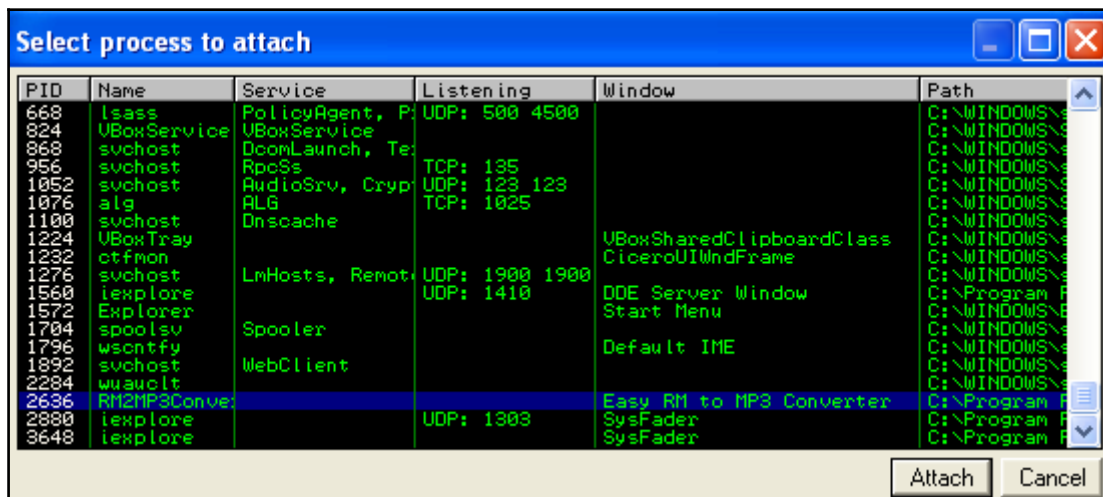 Select process to attach
PID Name Service Listening Window Path
668 lsass PolicyAgent, P UDP: 500 4500 C:\WINDOWS\s
824 VBoxService VBoxService C:\WINDOWS\S
868 svchost DcomLaunch, Te C:\WINDOWS\s
956 svchost RpcSs TCP: 135 C:\WINDOWS\s
1052 svchost AudioSrv, Cryp UDP: 123 123 C:\WINDOWS\S
1076 alg ALG TCP: 1025 C:\WINDOWS\S
1100 svchost Dnscache C:\WINDOWS\s
1224 VBoxTray VBoxSharedClipboardClass C:\WINDOWS\s
1232 ctfmon CiceroUIWndFrame C:\WINDOWS\s
1276 svchost LmHosts, Remot UDP: 1900 1900 C:\WINDOWS\s
1560 iexplore UDP: 1410 DDE Server Window C:\Program F
1572 Explorer Start Menu C:\WINDOWS\E
1704 spoolsv Spooler C:\WINDOWS\s
1796 wscntfy Default IME C:\WINDOWS\s
1892 svchost WebClient C:\WINDOWS\s
2284 wuauclt C:\WINDOWS\s
2636 RM2MP3Conve Easy RM to MP3 Converter C:\Program F
2880 iexplore UDP: 1303 SysFader C:\Program F
3648 iexplore SysFader C:\Program F
Attach Cancel